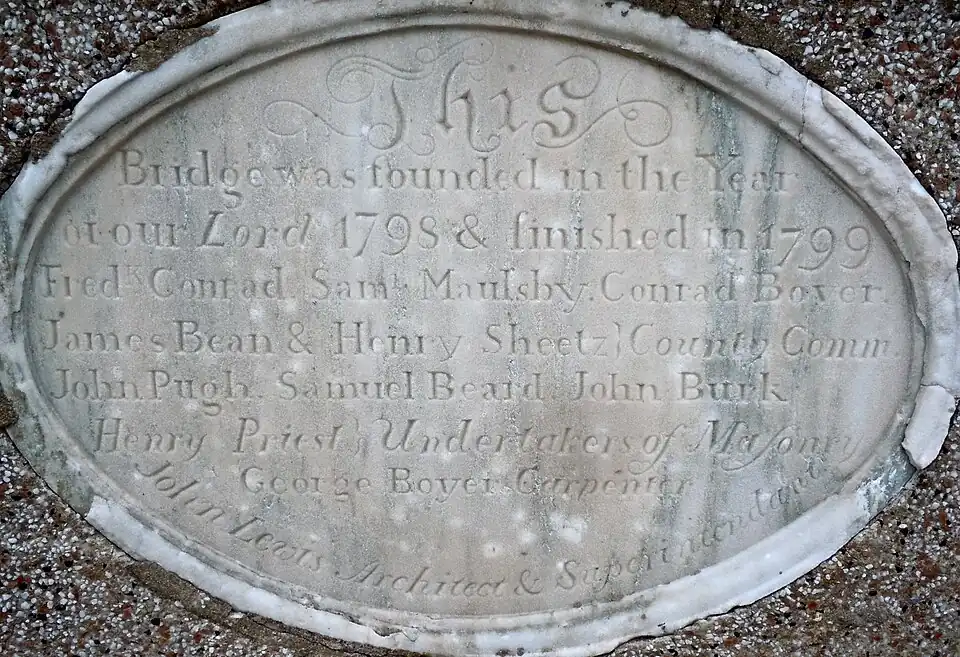 This
Bridge was founded in the Year
of our Lord 1798 & finished in 1799
Fredk. Conrad. Saml. Maulsby. Conrad Boyer.
James Bean & Henry Sheetz} County Comm.
John Pugh. Samuel Beard. John Burk
Henry Priest} Undertakers of Masonry
George Boyer Carpenter
John Lewis Architect & Superintendant